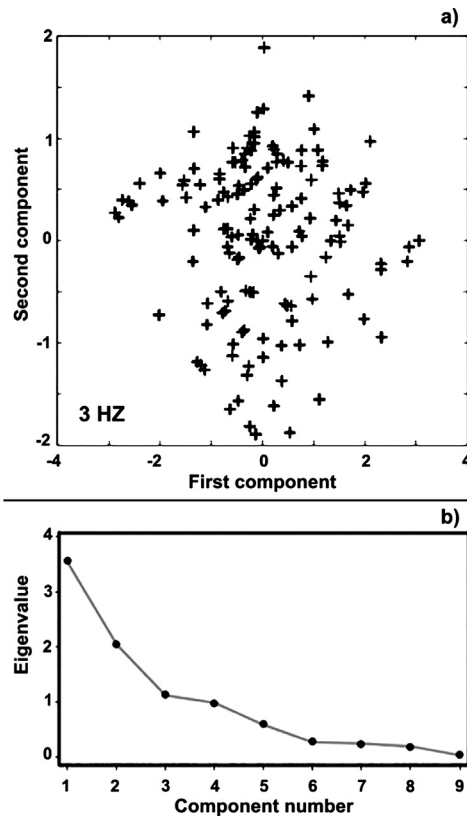 a)
2
1
0
-1
-2
Second component
3 HZ
-4 -2 0 2 4
First component
b)
4
3
2
1
0
Eigenvalue
1 2 3 4 5 6 7 8 9
Component number